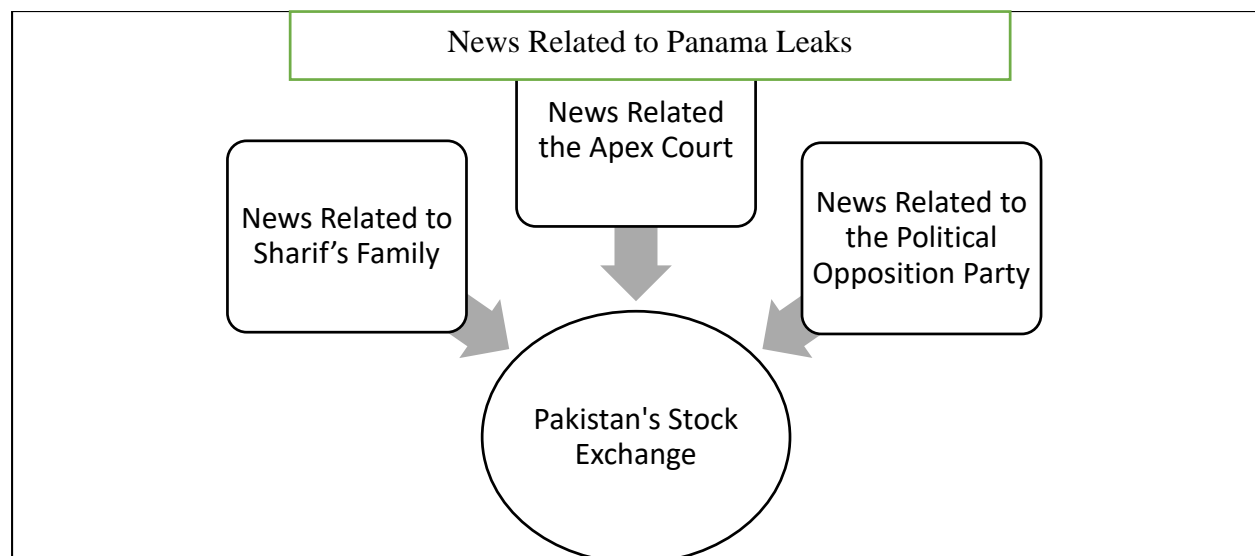 News Related to Panama Leaks
News Related
the Apex Court
News Related to
Sharif’s Family
News Related to
the Political
Opposition Party
Pakistan's Stock
Exchange